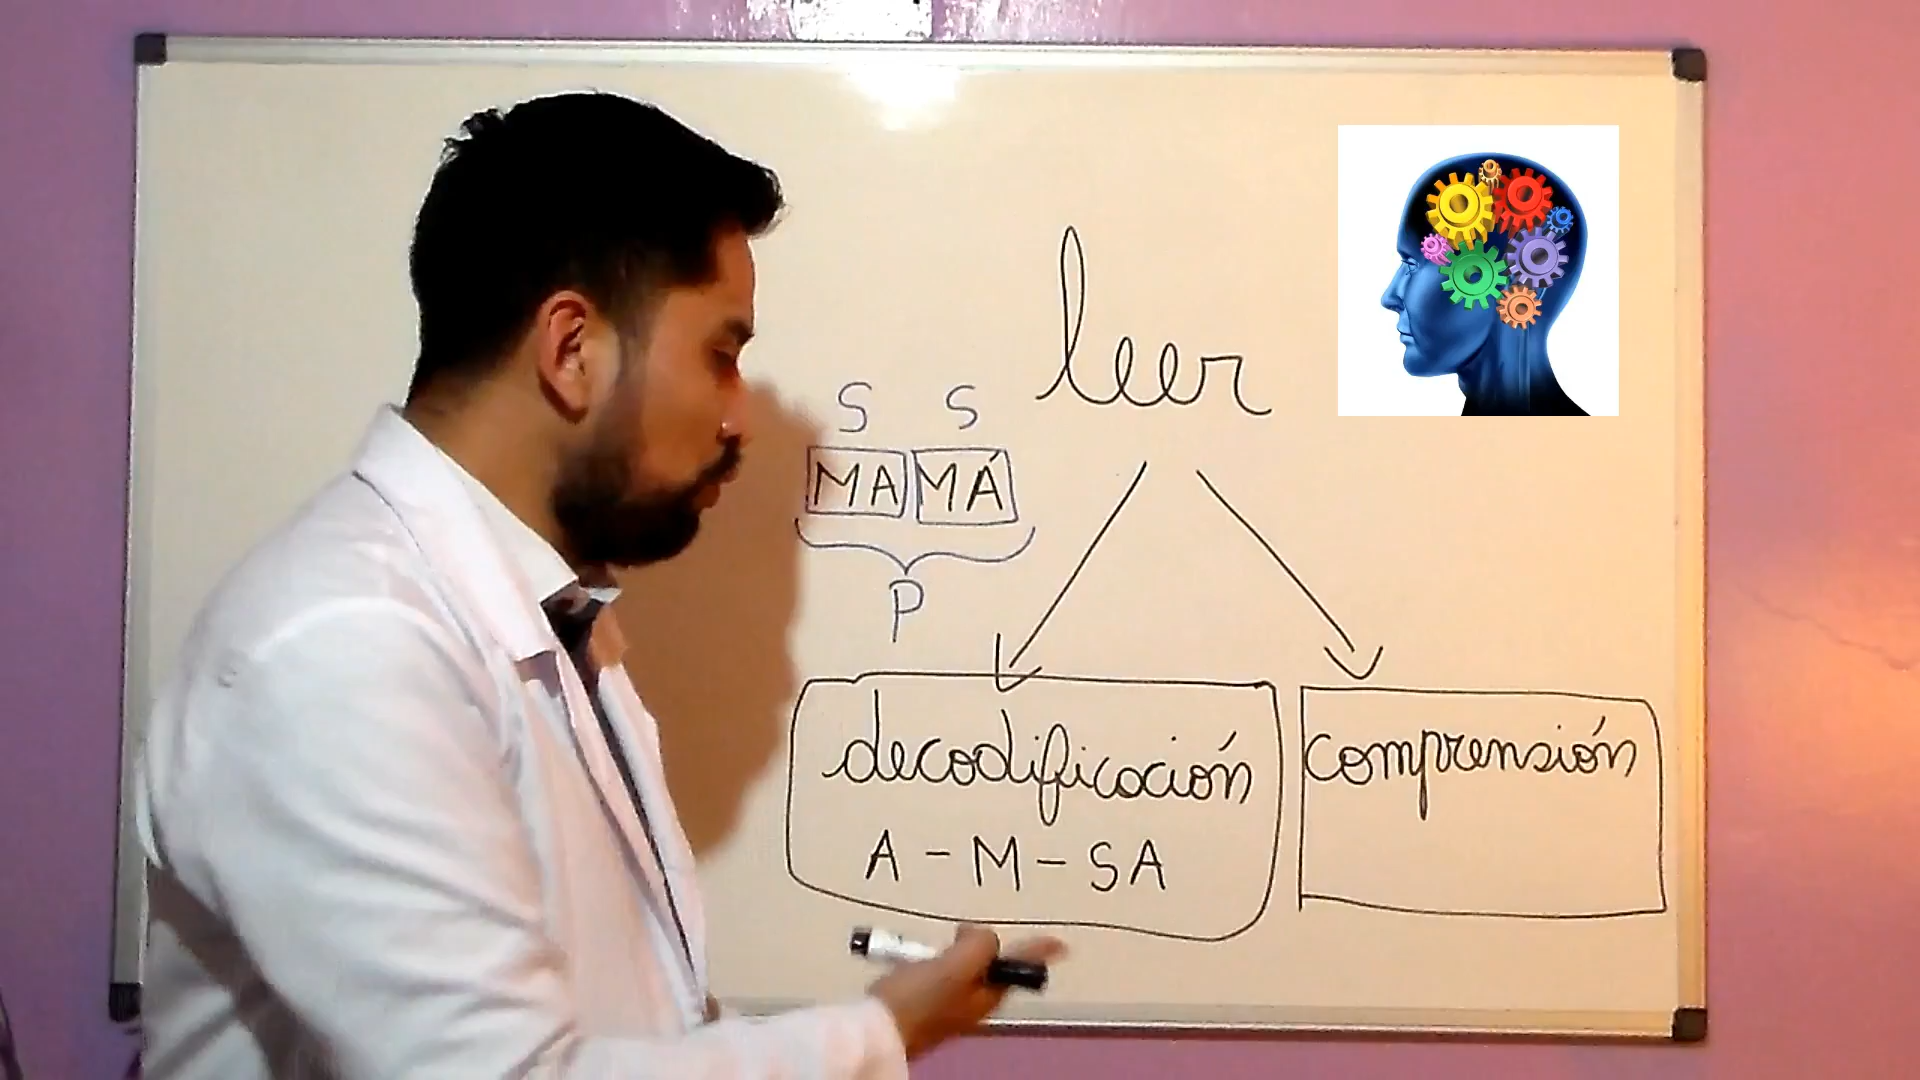 leer
S S
MA MÁ
P
decodificación
A - M - SA
comprensión